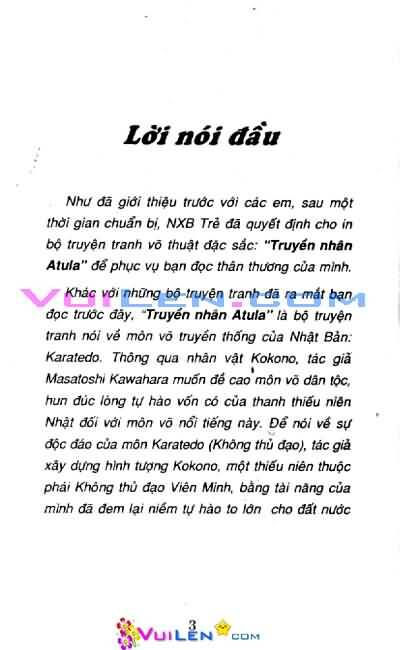 VUILEN.COM
Lời nói đầu
Như đã giới thiệu trước với các em, sau một
thời gian chuẩn bị, NXB Trẻ đã quyết định cho in
bộ truyện tranh võ thuật đặc sắc: “Truyền nhân
Atula” để phục vụ bạn đọc thân thương của mình.
Khác với những bộ truyện tranh đã ra mắt bạn
VUILEN.COM
đọc trước đây, “Truyền nhân Atula” là bộ truyện
tranh nói về môn võ truyền thống của Nhật Bản:
Karatedo. Thông qua nhân vật Kokono, tác giả
Masatoshi Kawahara muốn đề cao môn võ dân tộc,
hun đúc lòng tự hào vốn có của thanh thiếu niên
Nhật đối với môn võ nổi tiếng này. Để nói về sự
độc đáo của môn Karatedo (Không thủ đạo), tác giả
xây dựng hình tượng Kokono, một thiếu niên thuộc
phái Không thủ đạo Viên Minh, bằng tài năng của
mình đã đem lại niềm tự hào to lớn cho đất nước
3
VUILEN.COM